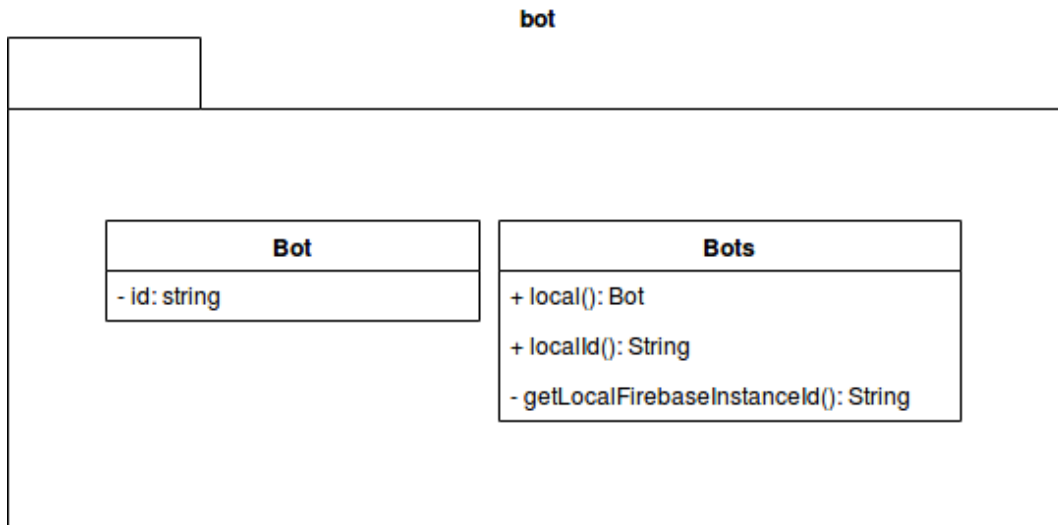 bot
Bot
- id: string
Bots
+ local(): Bot
+ localId(): String
- getLocalFirebaseInstanceId(): String